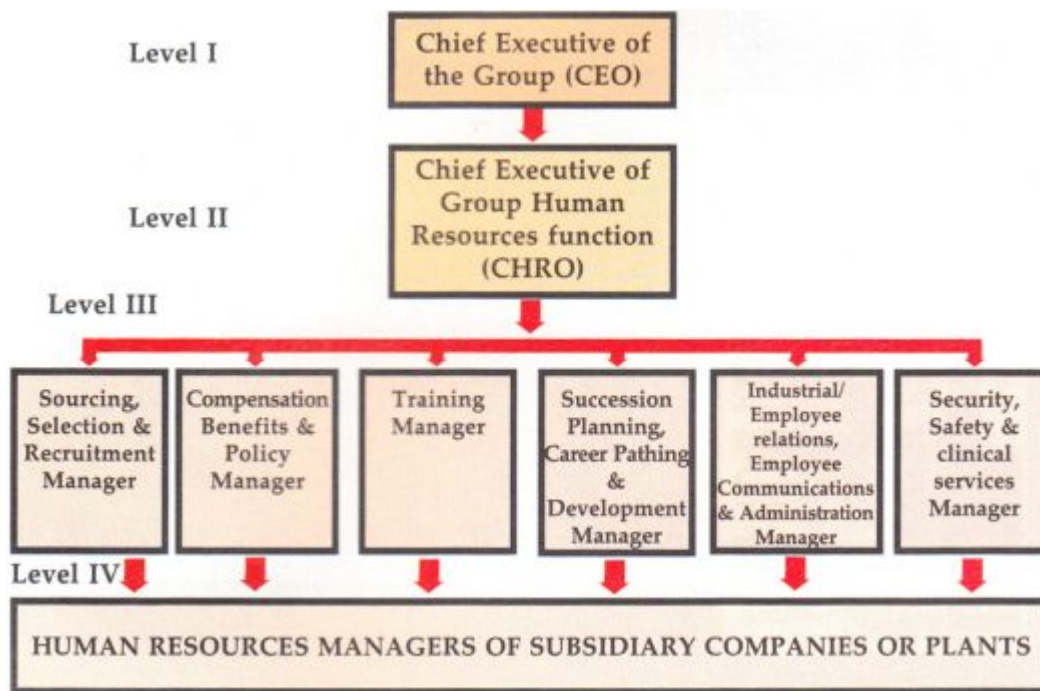 Level I
Chief Executive of
the Group (CEO)
Level II
Chief Executive of
Group Human
Resources function
(CHRO)
Level III
Sourcing,
Selection &
Recruitment
Manager
Compensation
Benefits &
Policy
Manager
Training
Manager
Succession
Planning,
Career Pathing
&
Development
Manager
Industrial/
Employee
relations,
Employee
Communications
& Administration
Manager
Security,
Safety &
clinical
services
Manager
Level IV
HUMAN RESOURCES MANAGERS OF SUBSIDIARY COMPANIES OR PLANTS